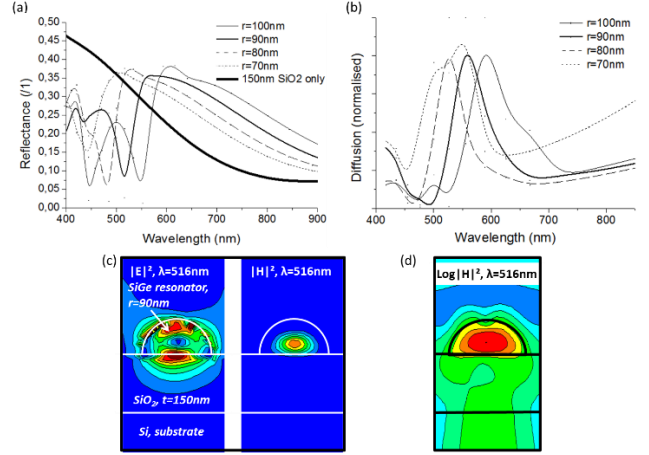 (a)
r=100nm
r=90nm
r=80nm
r=70nm
150nm SiO2 only
Reflectance (/1)
0,50
0,45
0,40
0,35
0,30
0,25
0,20
0,15
0,10
0,05
0,00
400 500 600 700 800 900
Wavelength (nm)
(b)
r=100nm
r=90nm
r=80nm
r=70nm
Diffusion (normalised)
400 500 600 700 800
Wavelength (nm)
(c)
|E|², λ=516nm
SiGe resonator,
r=90nm
SiO₂, t=150nm
Si, substrate
|H|², λ=516nm
(d)
Log|H|², λ=516nm